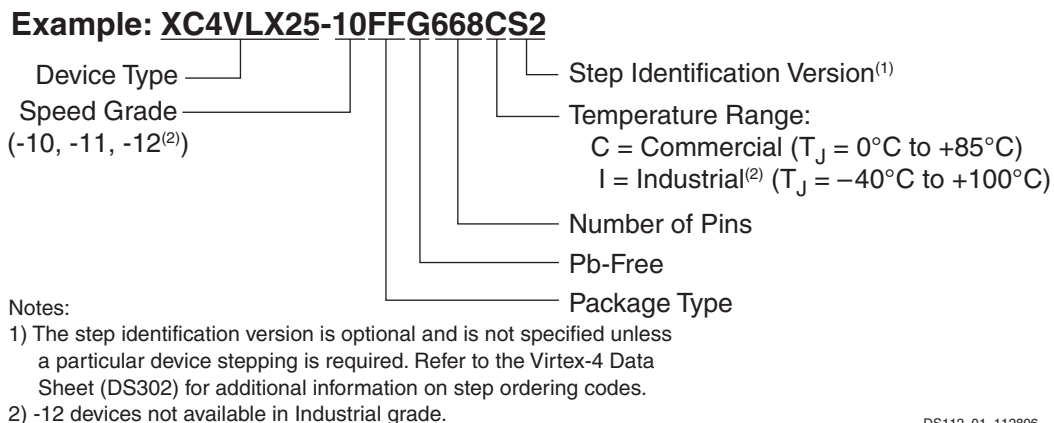 Example: XC4VLX25-10FFG668CS2
Device Type
Step Identification Version(1)
Speed Grade
(-10, -11, -12(2))
Temperature Range:
C = Commercial (TJ = 0°C to +85°C)
I = Industrial(2) (TJ = –40°C to +100°C)
Number of Pins
Pb-Free
Package Type
Notes:
1) The step identification version is optional and is not specified unless
a particular device stepping is required. Refer to the Virtex-4 Data
Sheet (DS302) for additional information on step ordering codes.
2) -12 devices not available in Industrial grade.